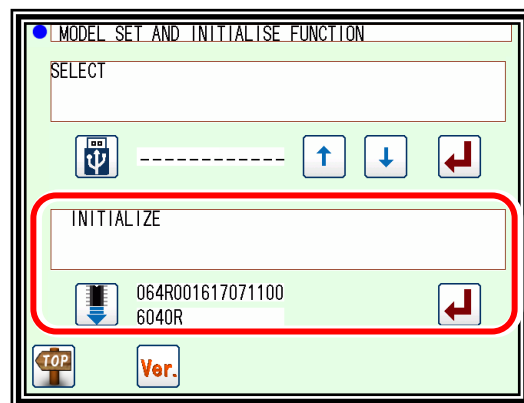 MODEL SET AND INITIALISE FUNCTION
SELECT
------------
INITIALIZE
064R001617071100
6040R
TOP
Ver.